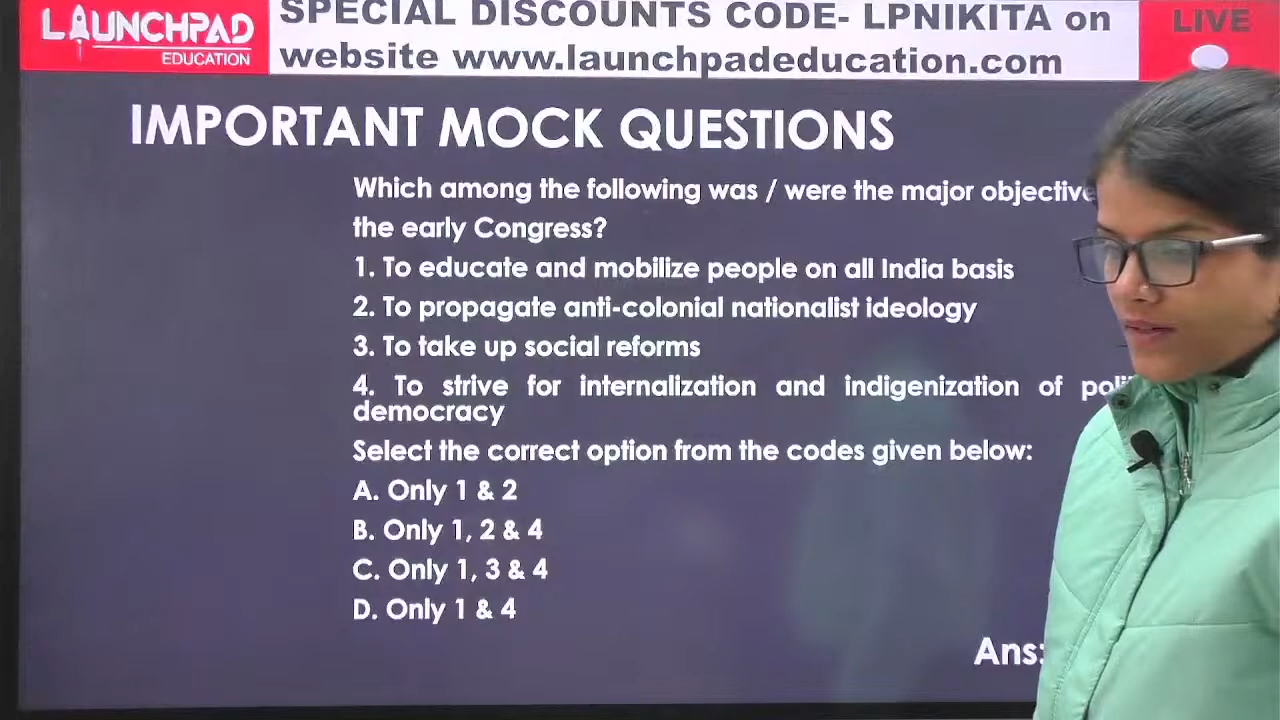 LAUNCHPAD
EDUCATION
SPECIAL DISCOUNTS CODE- LPNIKITA on
website www.launchpadeducation.com
LIVE
IMPORTANT MOCK QUESTIONS
Which among the following was / were the major
the early Congress?
1. To educate and mobilize people on all India basis
2. To propagate anti-colonial nationalist ideology
3. To take up social reforms
4. To strive for internalization and indigenization of
democracy
Select the correct option from the codes given below:
A. Only 1 & 2
B. Only 1, 2 & 4
C. Only 1, 3 & 4
D. Only 1 & 4
Ans: